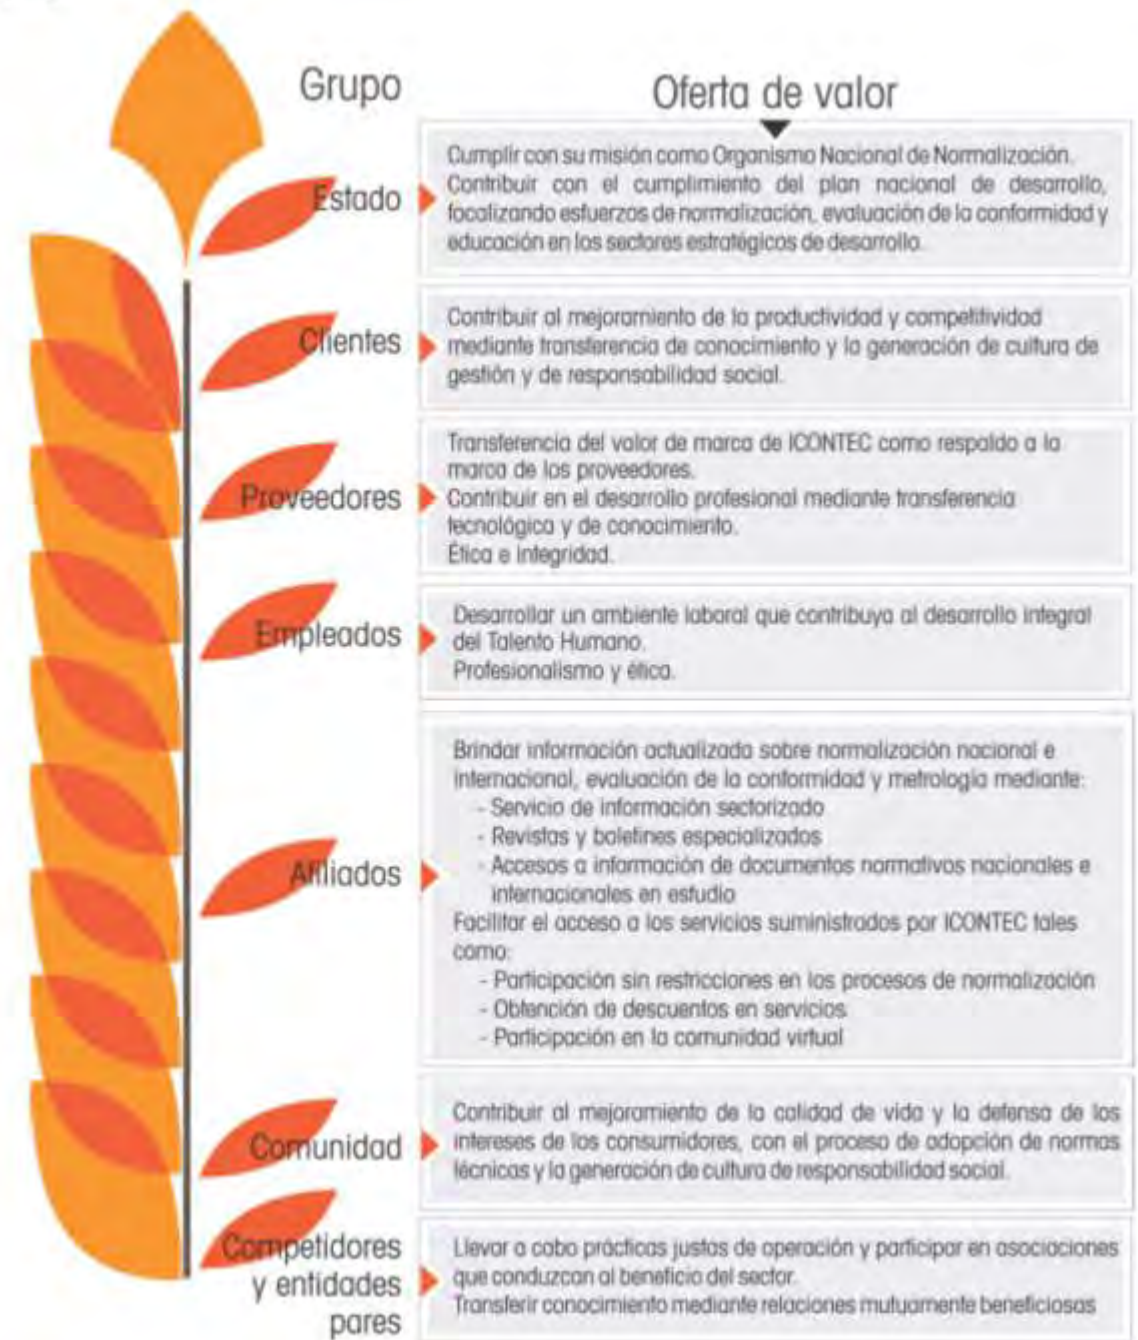 Grupo
Oferta de valor
Estado
Cumplir con su misión como Organismo Nacional de Normalización.
Contribuir con el cumplimiento del plan nacional de desarrollo,
focalizando esfuerzos de normalización, evaluación de la conformidad y
educación en los sectores estratégicos de desarrollo.
Clientes
Contribuir al mejoramiento de la productividad y competitividad
mediante transferencia de conocimiento y la generación de cultura de
gestión y de responsabilidad social.
Proveedores
Transferencia del valor de marca de ICONTEC como respaldo a la
marca de los proveedores.
Contribuir en el desarrollo profesional mediante transferencia
tecnológica y de conocimiento.
Ética e integridad.
Empleados
Desarrollar un ambiente laboral que contribuya al desarrollo integral
del Talento Humano.
Profesionalismo y ética.
Afiliados
Brindar información actualizada sobre normalización nacional e
internacional, evaluación de la conformidad y metrología mediante:
- Servicio de información sectorizado
- Revistas y boletines especializados
- Accesos a información de documentos normativos nacionales e
internacionales en estudio
Facilitar el acceso a los servicios suministrados por ICONTEC tales
como:
- Participación sin restricciones en los procesos de normalización
- Obtención de descuentos en servicios
- Participación en la comunidad virtual
Comunidad
Contribuir al mejoramiento de la calidad de vida y la defensa de los
intereses de los consumidores, con el proceso de adopción de normas
técnicas y la generación de cultura de responsabilidad social.
Competidores
y entidades
pares
Llevar a cabo prácticas justas de operación y participar en asociaciones
que conduzcan al beneficio del sector.
Transferir conocimiento mediante relaciones mutuamente beneficiosas